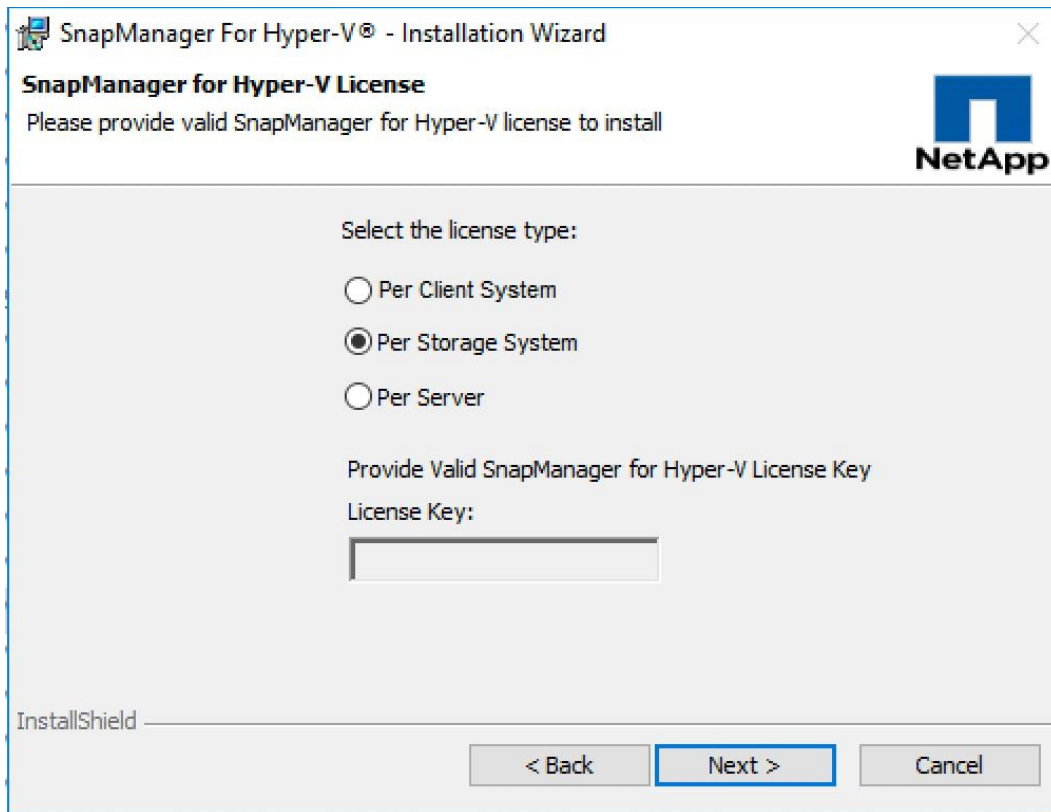 SnapManager For Hyper-V® - Installation Wizard
SnapManager for Hyper-V License
Please provide valid SnapManager for Hyper-V license to install
NetApp
Select the license type:
Per Client System
Per Storage System
Per Server
Provide Valid SnapManager for Hyper-V License Key
License Key:
InstallShield
< Back Next > Cancel